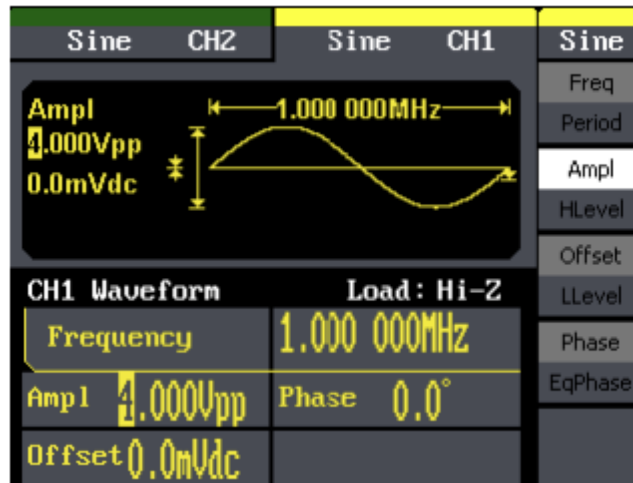 Sine CH2 Sine CH1 Sine
Freq
Period
Ampl
HLevel
Offset
LLevel
Phase
EqPhase
Ampl
4.000Vpp
0.0mVdc
1.000 000MHz
CH1 Waveform Load: Hi-Z
Frequency 1.000 000MHz
Ampl 4.000Vpp Phase 0.0°
Offset 0.0mVdc